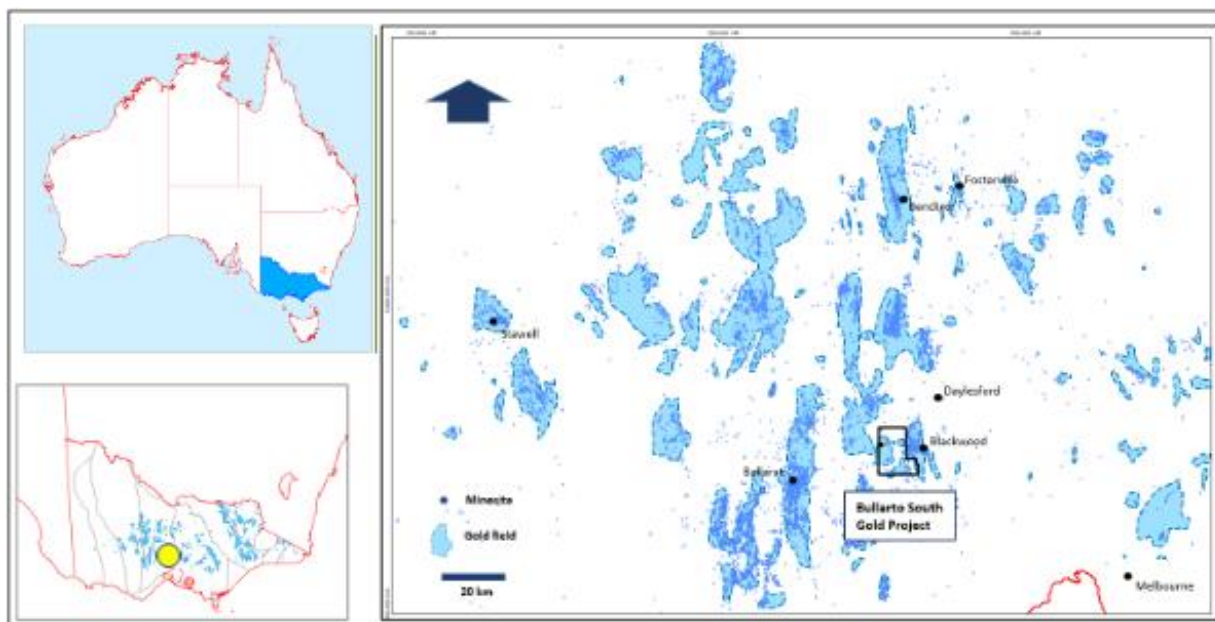 Fosterville
Bendigo
Stawell
Daylesford
Blackwood
Ballarat
Minesite
Gold field
20 km
Bullarto South
Gold Project
Melbourne